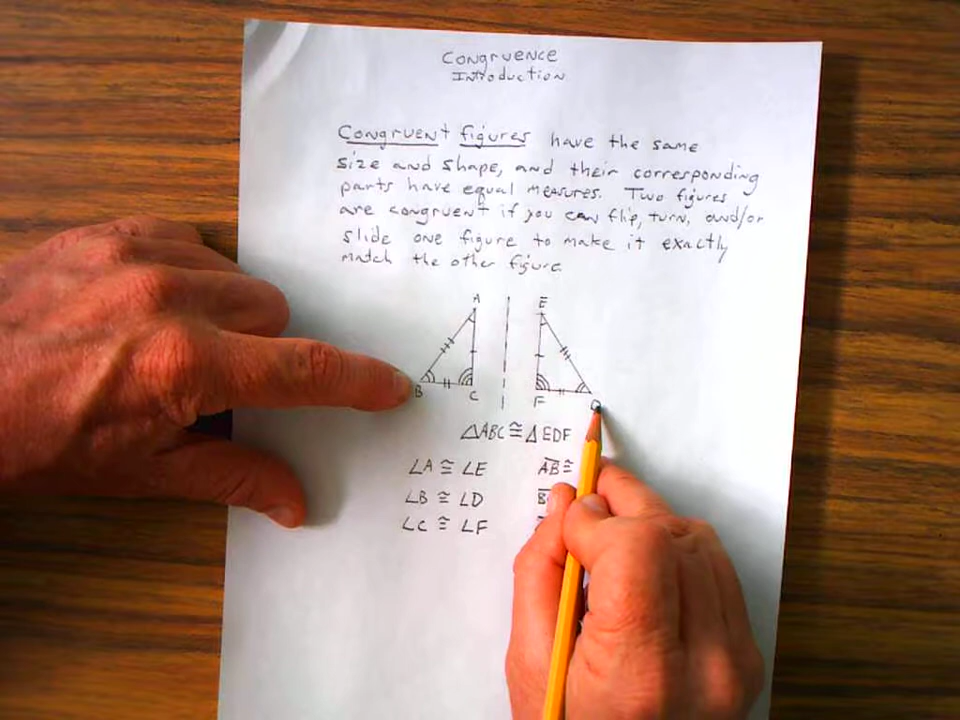 Congruence
Introduction
Congruent figures have the same
size and shape, and their corresponding
parts have equal measures. Two figures
are congruent if you can flip, turn, and/or
slide one figure to make it exactly
match the other figure.
A E
B C F D
△ABC ≅ △EDF
∠A ≅ ∠E AB ≅
∠B ≅ ∠D B
∠C ≅ ∠F